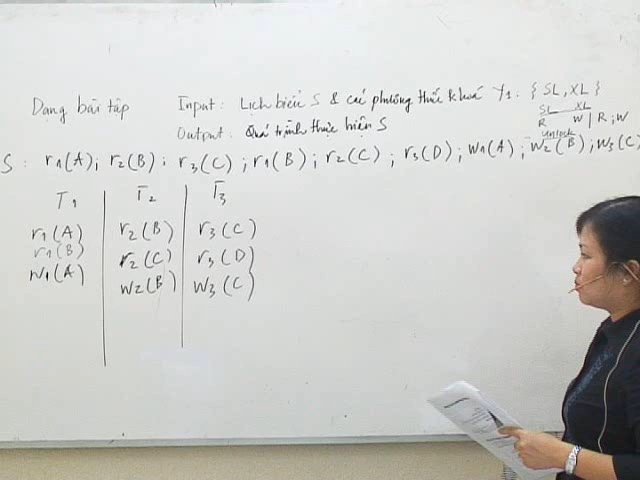 Dạng bài tập Input: Lịch biểu S & các phương thức khoá γ1. { SL, XL }
SL XL
R W | R, W
Output: Quá trình thực hiện S
Unlock
S: r1(A); r2(B); r3(C); r1(B); r2(C); r3(D); w1(A); w2(B); w3(C)
T1 T2 T3
r1(A) r2(B) r3(C)
r1(B) r2(C) r3(D)
w1(A) w2(B) w3(C)